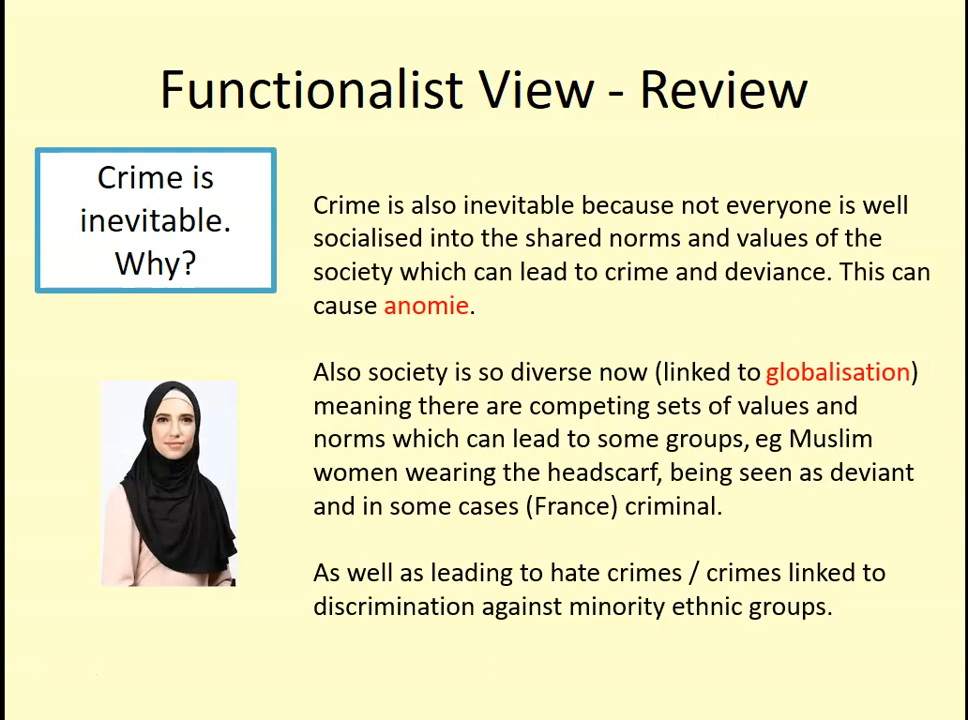 Functionalist View - Review
Crime is
inevitable.
Why?
Crime is also inevitable because not everyone is well
socialised into the shared norms and values of the
society which can lead to crime and deviance. This can
cause anomie.
Also society is so diverse now (linked to globalisation)
meaning there are competing sets of values and
norms which can lead to some groups, eg Muslim
women wearing the headscarf, being seen as deviant
and in some cases (France) criminal.
As well as leading to hate crimes / crimes linked to
discrimination against minority ethnic groups.